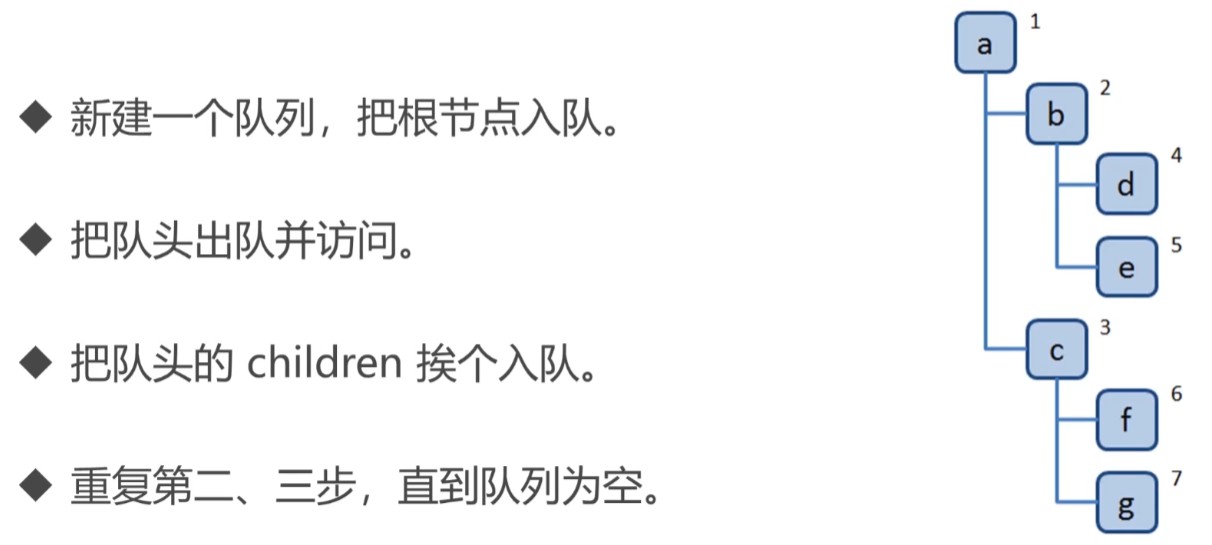 ◆ 新建一个队列，把根节点入队。
◆ 把队头出队并访问。
◆ 把队头的 children 挨个入队。
◆ 重复第二、三步，直到队列为空。
a 1
b 2
d 4
e 5
c 3
f 6
g 7